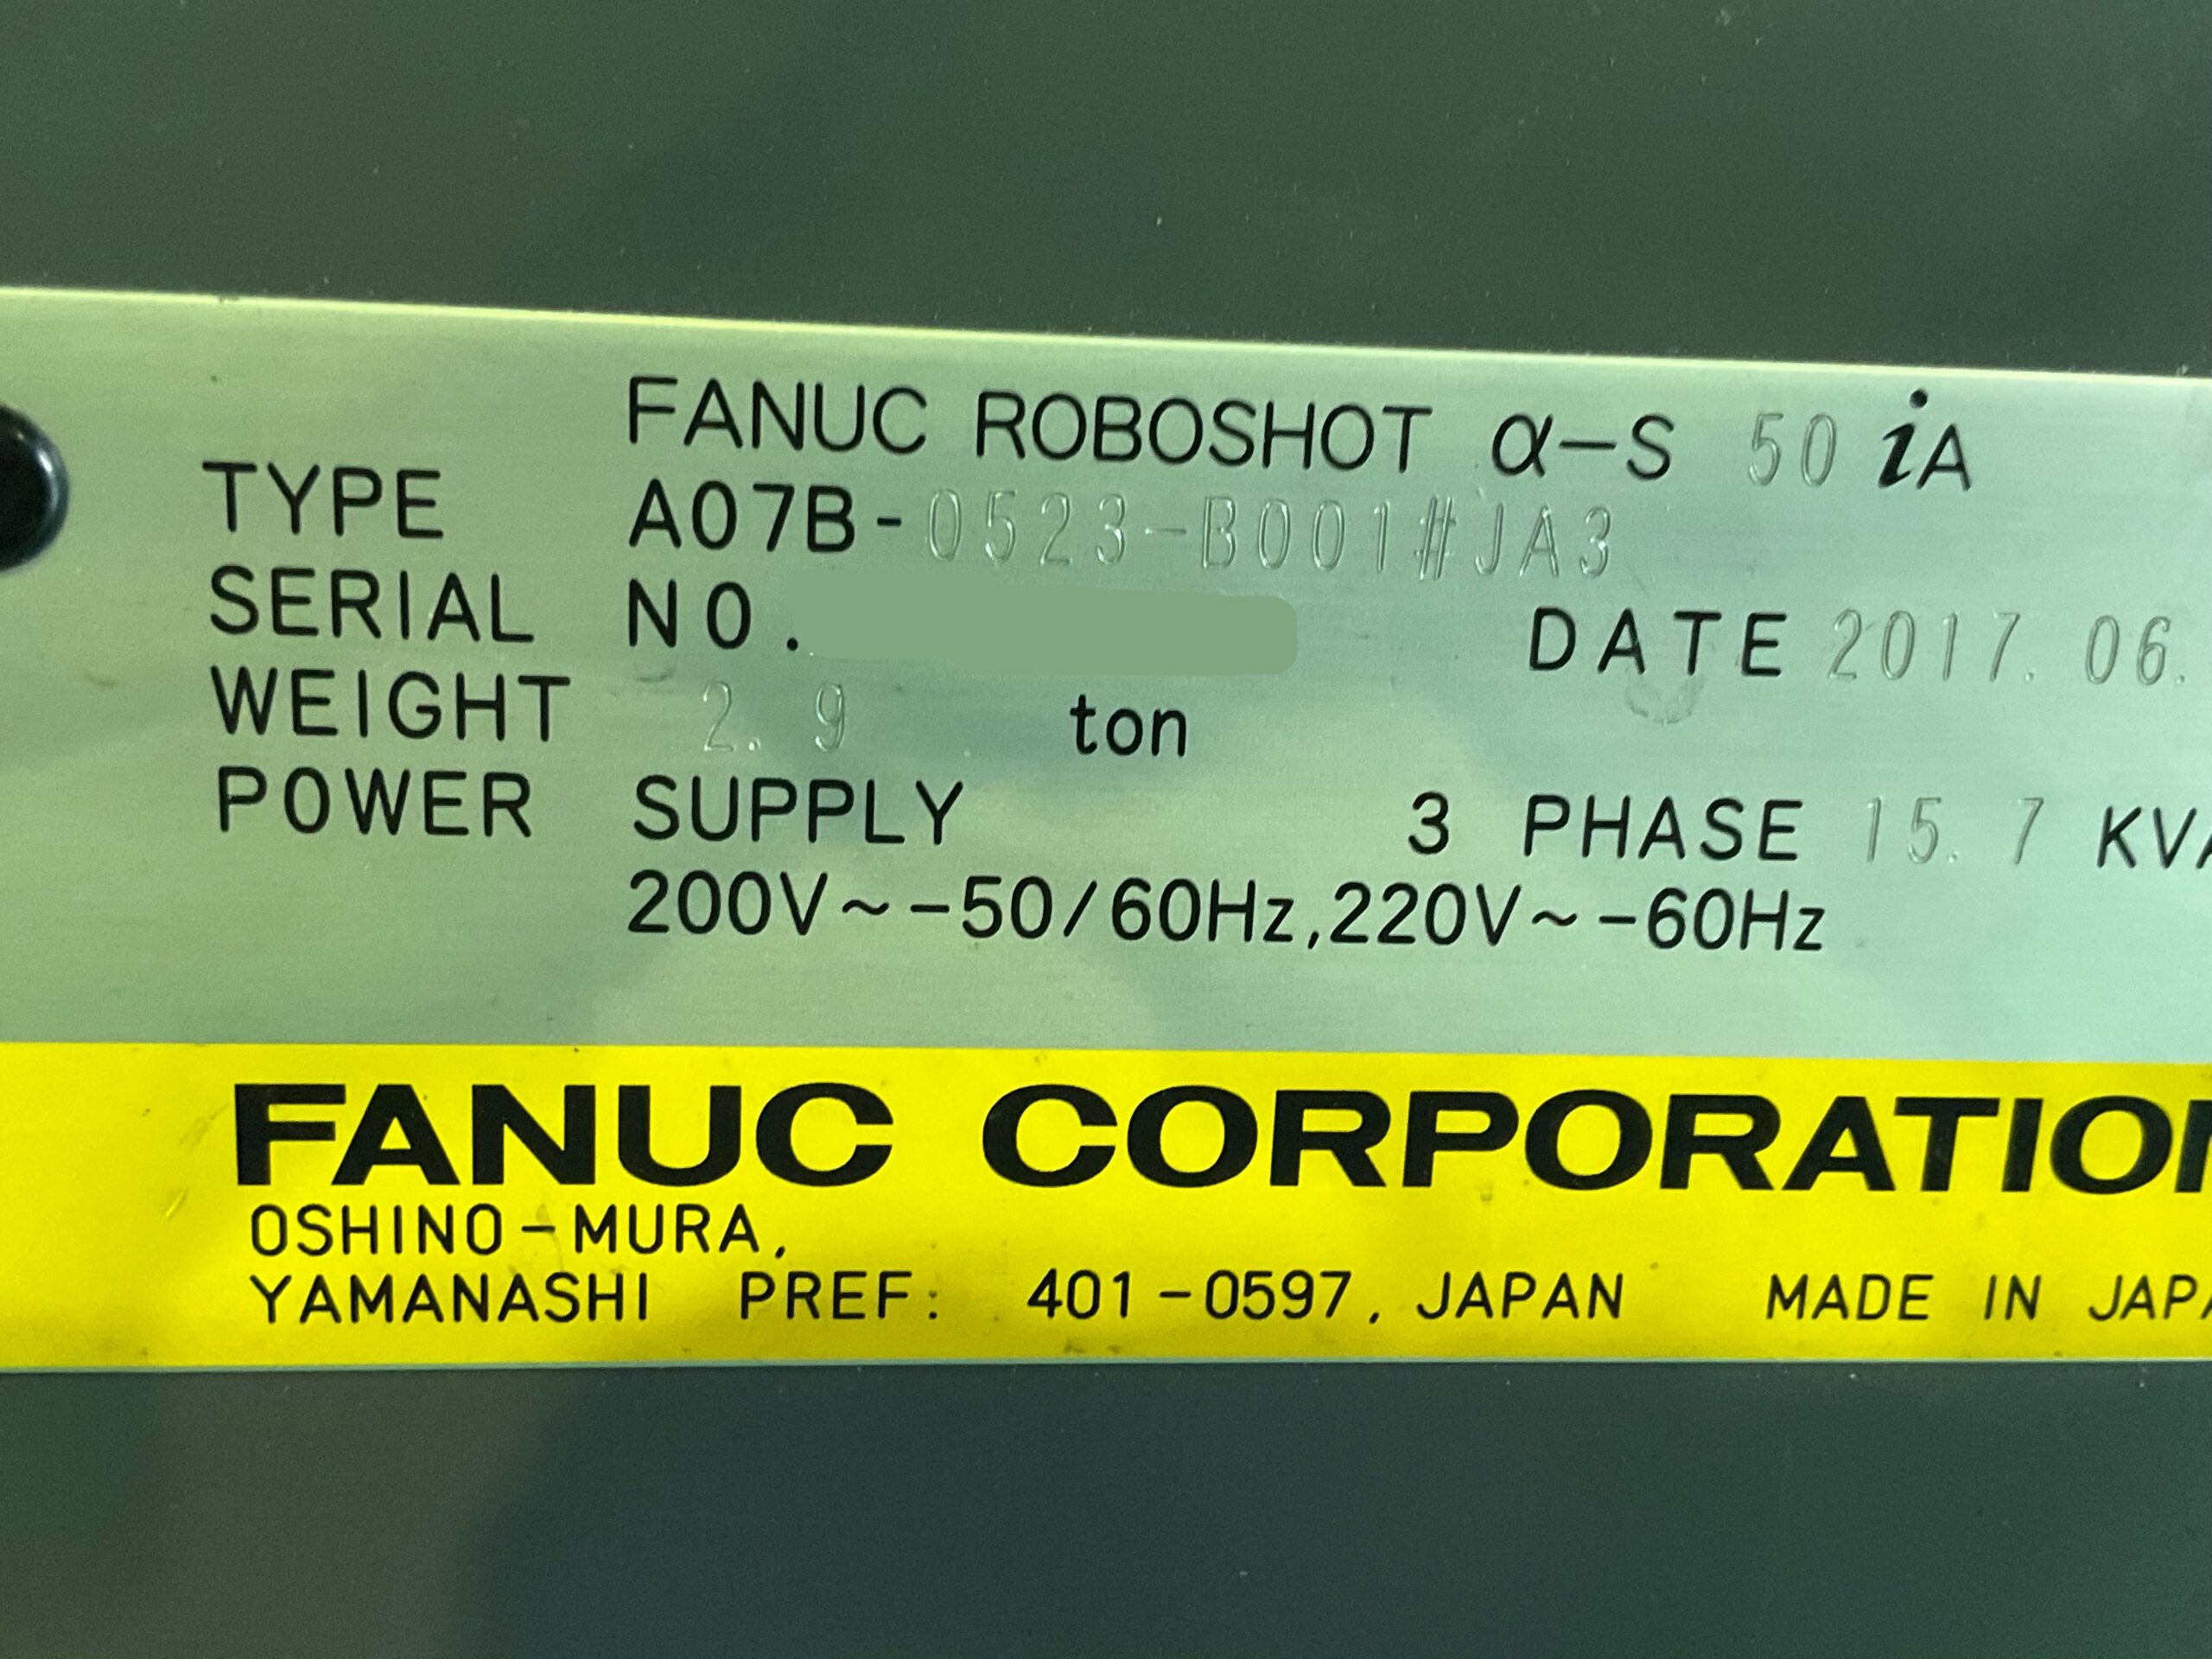 FANUC ROBOSHOT α-S 50 iA
TYPE A07B-0523-B001#JA3
SERIAL NO. DATE 2017. 06.
WEIGHT 2. 9 ton
POWER SUPPLY 3 PHASE 15. 7 KVA
200V~-50/60Hz,220V~-60Hz
FANUC CORPORATION
OSHINO-MURA,
YAMANASHI PREF: 401-0597, JAPAN MADE IN JAPA